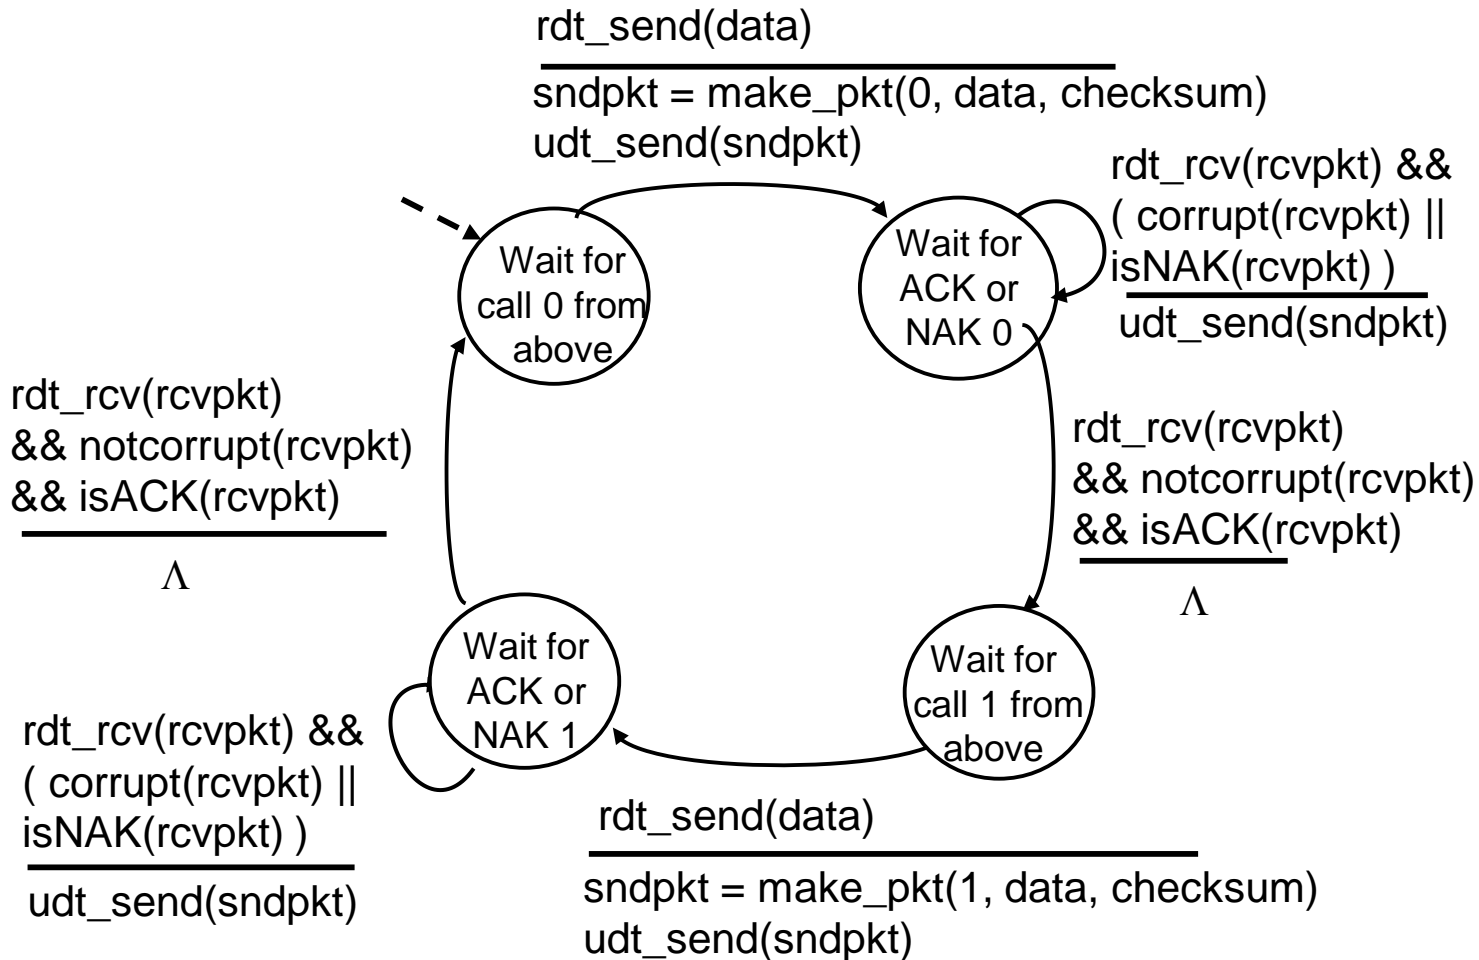 rdt_send(data)
sndpkt = make_pkt(0, data, checksum)
udt_send(sndpkt)
rdt_rcv(rcvpkt) &&
( corrupt(rcvpkt) ||
isNAK(rcvpkt) )
udt_send(sndpkt)
Wait for
call 0 from
above
Wait for
ACK or
NAK 0
rdt_rcv(rcvpkt)
&& notcorrupt(rcvpkt)
&& isACK(rcvpkt)
Λ
rdt_rcv(rcvpkt)
&& notcorrupt(rcvpkt)
&& isACK(rcvpkt)
Λ
Wait for
ACK or
NAK 1
Wait for
call 1 from
above
rdt_rcv(rcvpkt) &&
( corrupt(rcvpkt) ||
isNAK(rcvpkt) )
udt_send(sndpkt)
rdt_send(data)
sndpkt = make_pkt(1, data, checksum)
udt_send(sndpkt)